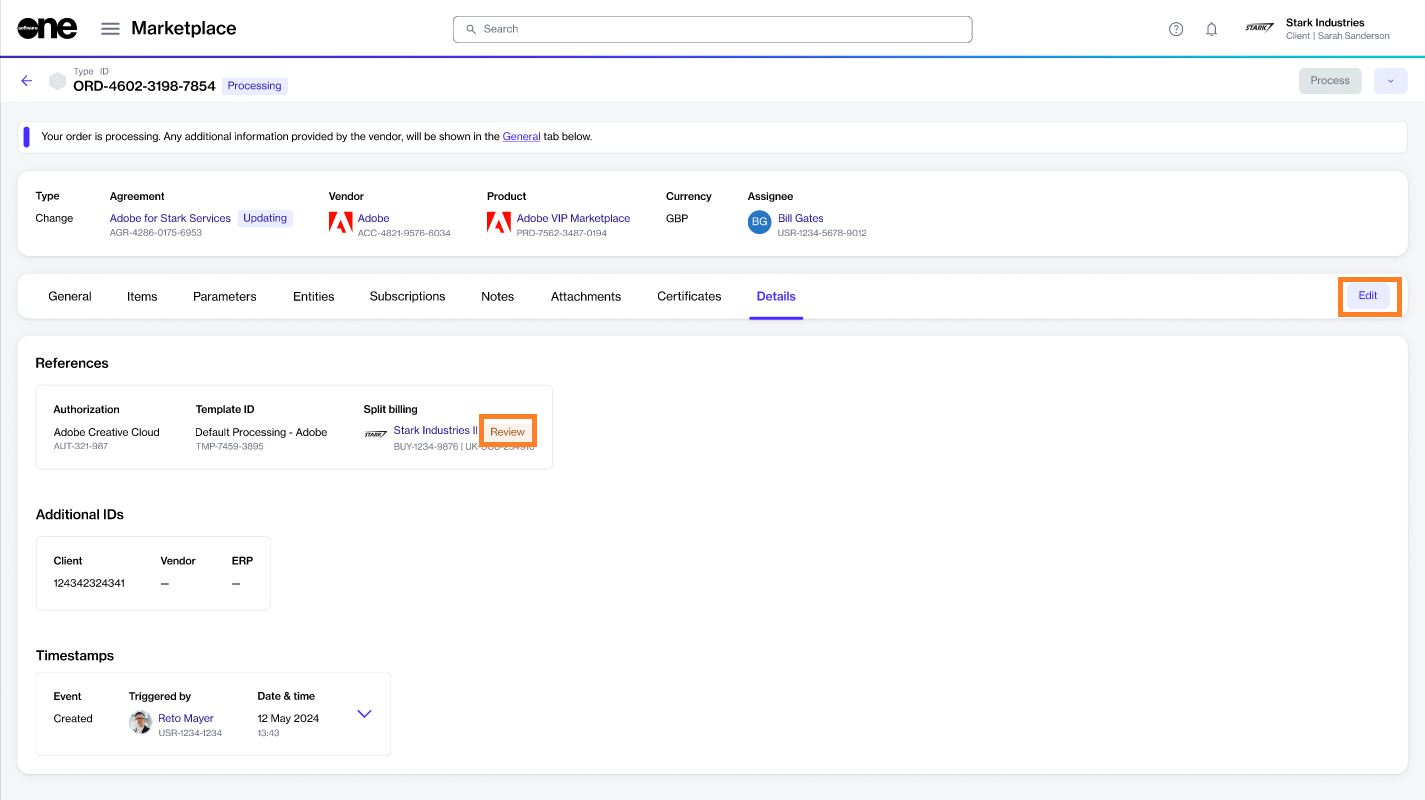 software one Marketplace
Search
STARK Stark Industries
Client | Sarah Sanderson
Type ID
ORD-4602-3198-7854 Processing
Process
Your order is processing. Any additional information provided by the vendor, will be shown in the General tab below.
Type Agreement Vendor Product Currency Assignee
Change Adobe for Stark Services Updating Adobe Adobe VIP Marketplace GBP BG Bill Gates
AGR-4286-0175-6953 ACC-4821-9576-6034 PRD-7562-3487-0194 USR-1234-5678-9012
General Items Parameters Entities Subscriptions Notes Attachments Certificates Details Edit
References
Authorization Template ID Split billing
Adobe Creative Cloud Default Processing - Adobe STARK Stark Industries II Review
AUT-321-987 TMP-7459-3895 BUY-1234-9876 |
Additional IDs
Client Vendor ERP
124342324341 — —
Timestamps
Event Triggered by Date & time
Created Reto Mayer 12 May 2024
USR-1234-1234 13:43